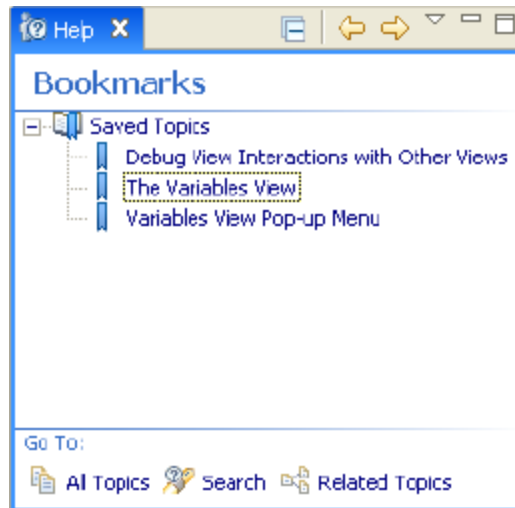 Help
Bookmarks
Saved Topics
Debug View Interactions with Other Views
The Variables View
Variables View Pop-up Menu
Go To:
All Topics Search Related Topics